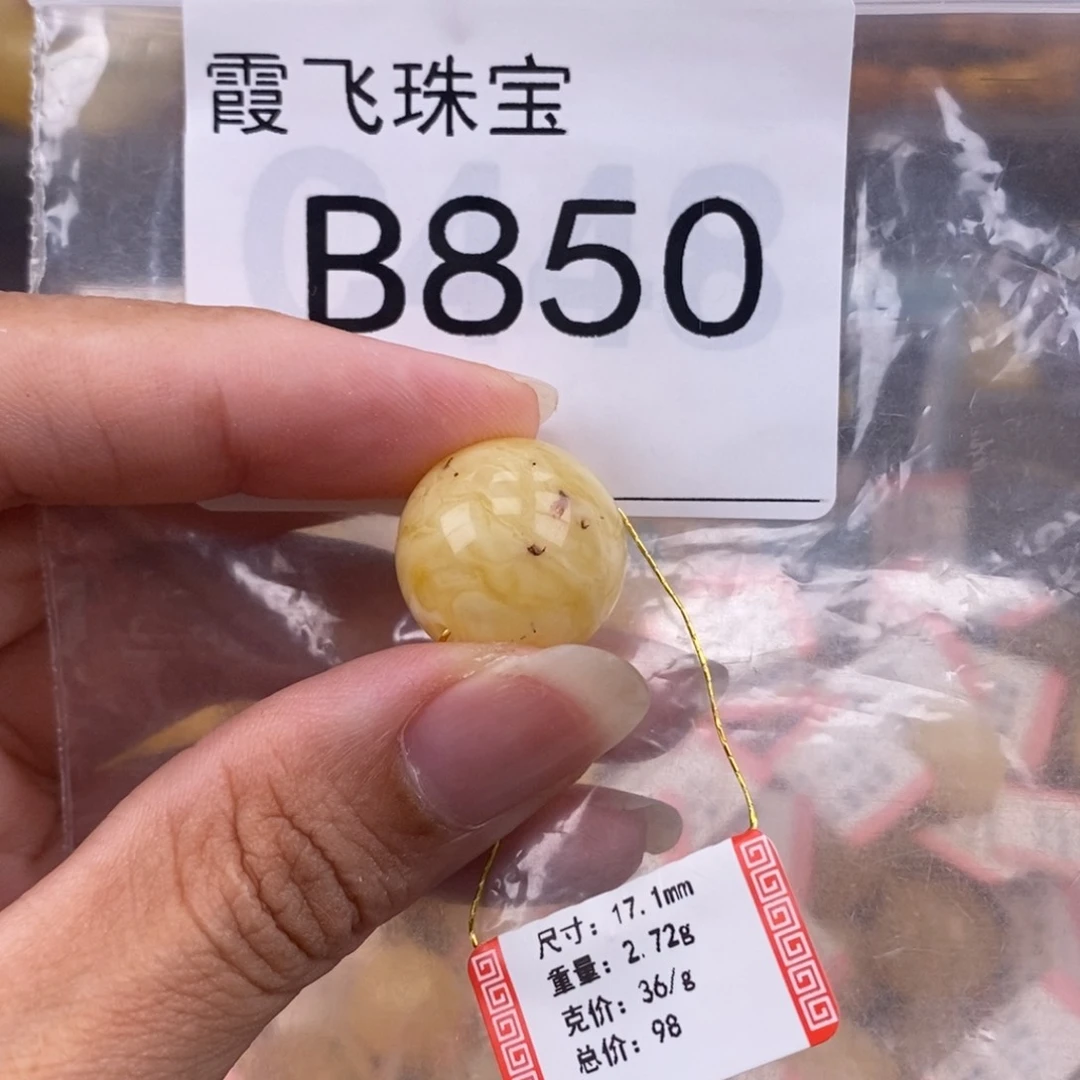 霞飞珠宝
B850
尺寸: 17.1mm
重量: 2.72g
克价: 36/g
总价: 98